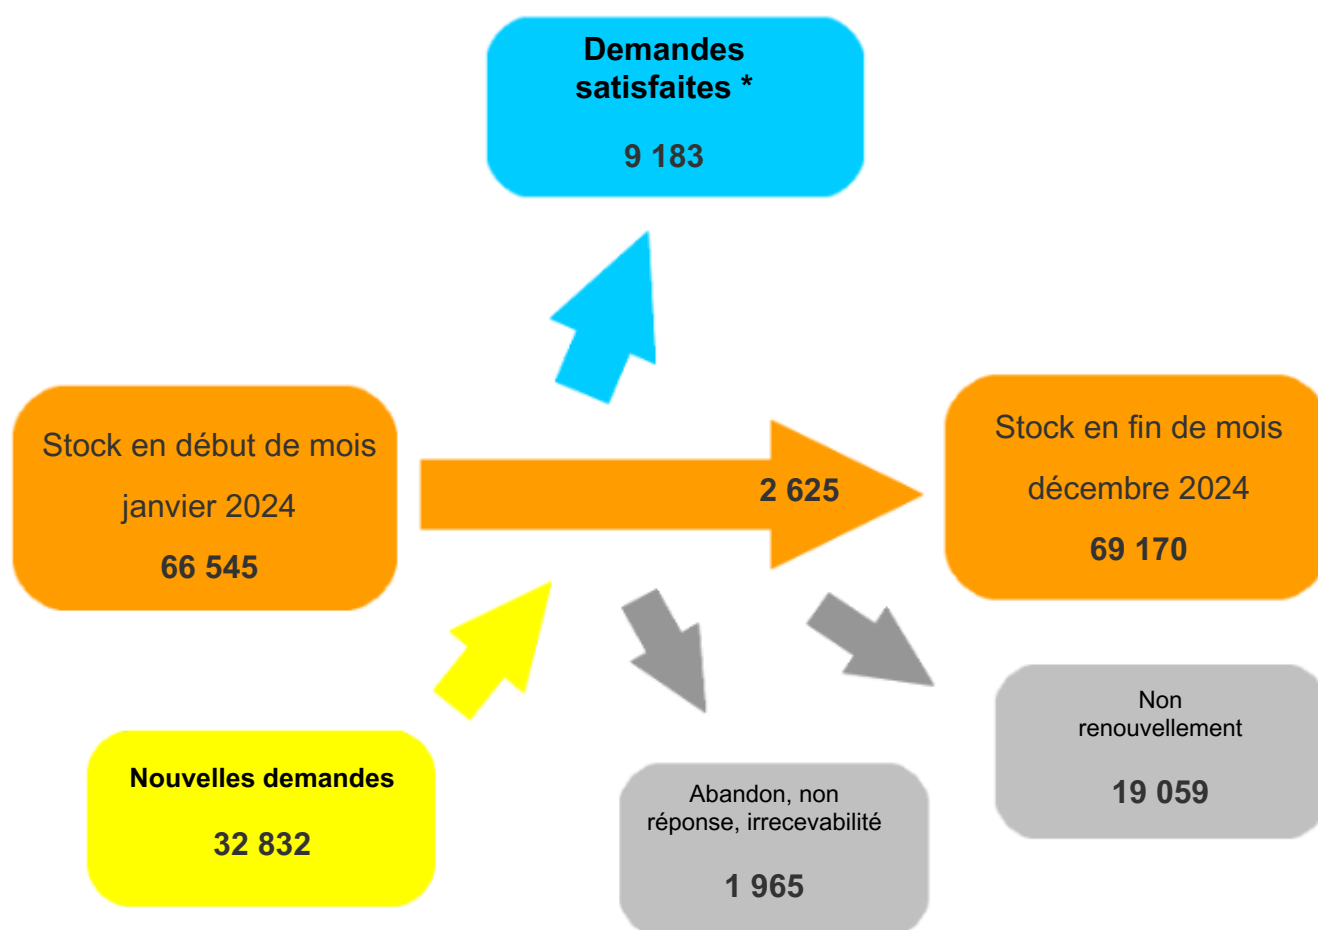 Demandes
satisfaites *
9 183
Stock en début de mois
janvier 2024
66 545
2 625
Stock en fin de mois
décembre 2024
69 170
Nouvelles demandes
32 832
Abandon, non
réponse, irrecevabilité
1 965
Non
renouvellement
19 059